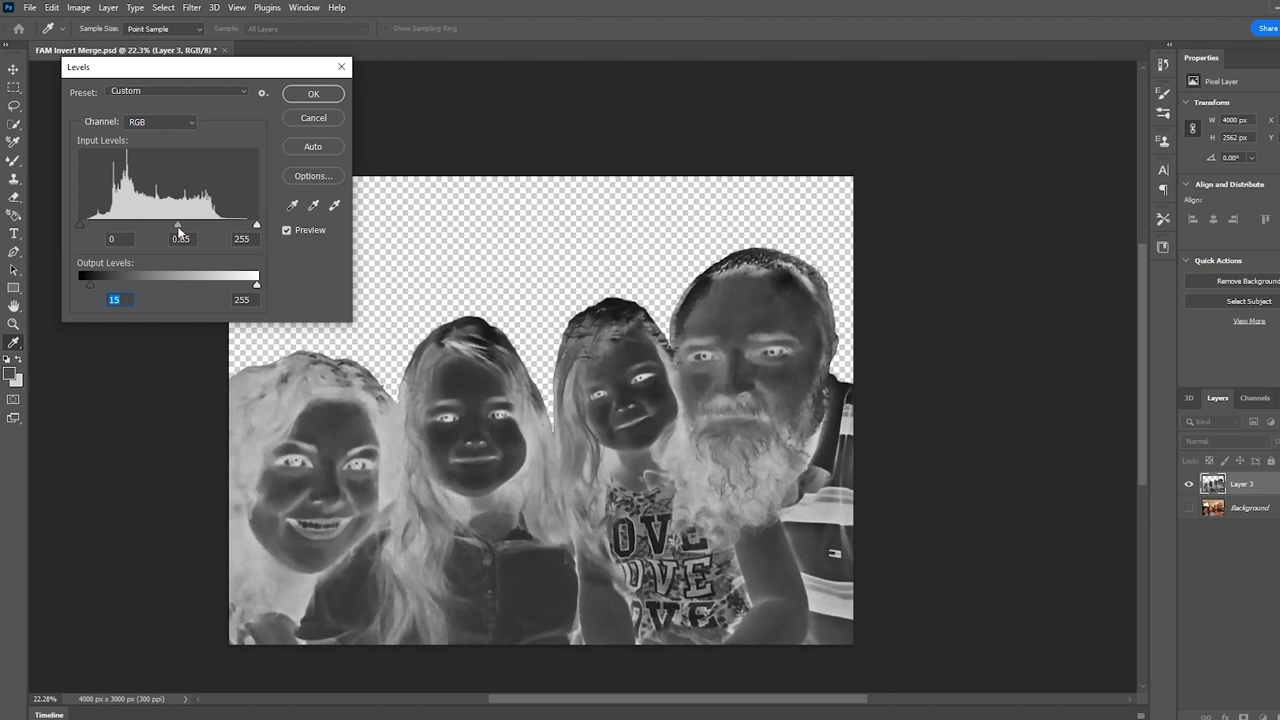 Ps File Edit Image Layer Type Select Filter 3D View Plugins Window Help
Sample Size: Point Sample Sample: All Layers Show Sampling Ring Share
FAM Invert Merge.psd @ 22.3% (Layer 3, RGB/8) *
Levels
Preset: Custom
OK
Channel: RGB
Cancel
Input Levels:
Auto
Options...
Preview
0 255
Output Levels:
15 255
Properties
Pixel Layer
Transform
W 4000 px X
H 2562 px Y
0.00°
Align and Distribute
Align:
Quick Actions
Remove Background
Select Subject
View More
3D Layers Channels
Kind
Normal
Lock:
Layer 3
Background
OVE
OVE
OVE
22.28% 4000 px x 3000 px (300 ppi)
Timeline